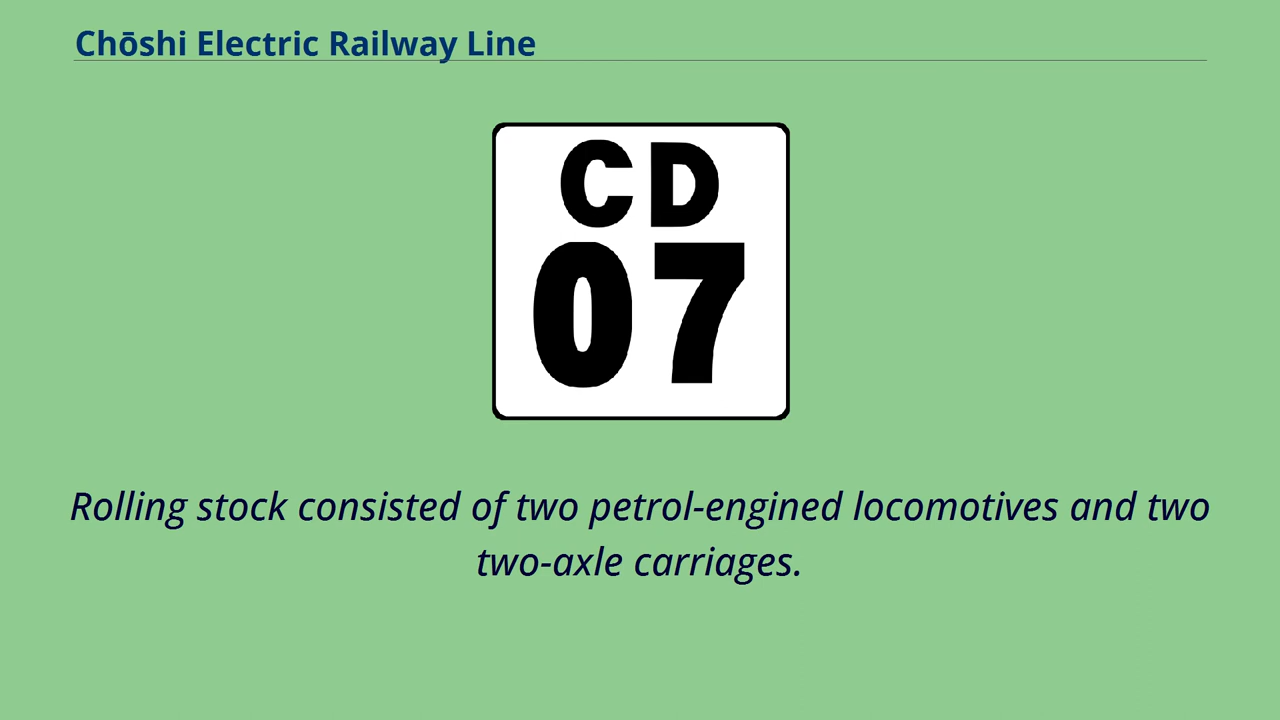 Chōshi Electric Railway Line
CD
07
Rolling stock consisted of two petrol-engined locomotives and two
two-axle carriages.